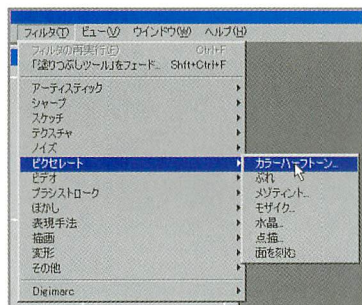 フィルタ(T) ビュー(V) ウインドウ(W) ヘルプ(H)
フィルタの再実行(F) Ctrl+F
「塗りつぶしツール」をフェード... Shft+Ctrl+F
アーティスティック
シャープ
スケッチ
テクスチャ
ノイズ
ピクセレート
ビデオ
ブラシストローク
ぼかし
表現手法
描画
変形
その他
Digimarc
カラーハーフトーン...
ぶれ
メゾティント...
モザイク...
水晶...
点描...
面を刻む